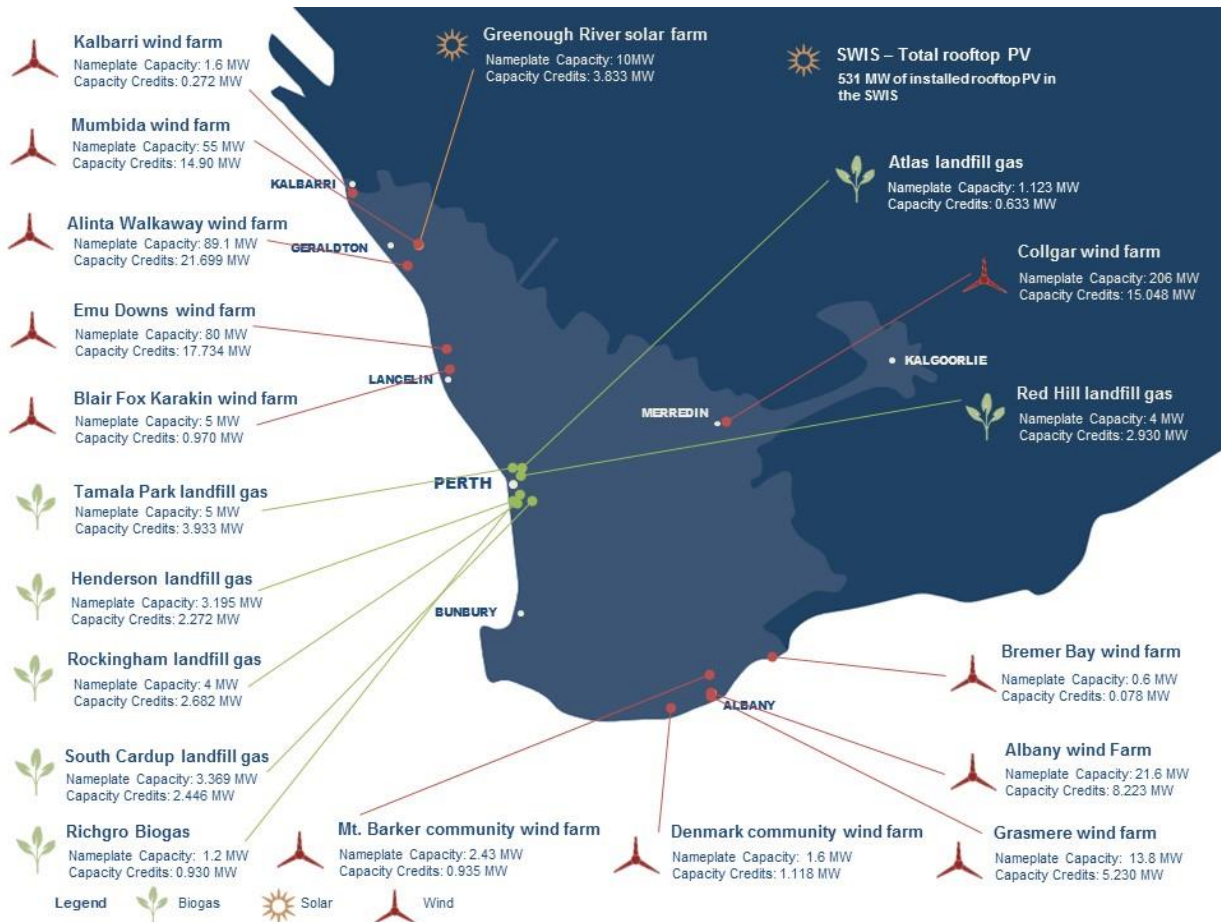 Kalbarri wind farm
Nameplate Capacity: 1.6 MW
Capacity Credits: 0.272 MW
Mumbida wind farm
Nameplate Capacity: 55 MW
Capacity Credits: 14.90 MW
Alinta Walkaway wind farm
Nameplate Capacity: 89.1 MW
Capacity Credits: 21.699 MW
Emu Downs wind farm
Nameplate Capacity: 80 MW
Capacity Credits: 17.734 MW
Blair Fox Karakin wind farm
Nameplate Capacity: 5 MW
Capacity Credits: 0.970 MW
Tamala Park landfill gas
Nameplate Capacity: 5 MW
Capacity Credits: 3.933 MW
Henderson landfill gas
Nameplate Capacity: 3.195 MW
Capacity Credits: 2.272 MW
Rockingham landfill gas
Nameplate Capacity: 4 MW
Capacity Credits: 2.682 MW
South Cardup landfill gas
Nameplate Capacity: 3.369 MW
Capacity Credits: 2.446 MW
Richgro Biogas
Nameplate Capacity: 1.2 MW
Capacity Credits: 0.930 MW
Greenough River solar farm
Nameplate Capacity: 10MW
Capacity Credits: 3.833 MW
SWIS – Total rooftop PV
531 MW of installed rooftop PV in
the SWIS
Atlas landfill gas
Nameplate Capacity: 1.123 MW
Capacity Credits: 0.633 MW
Collgar wind farm
Nameplate Capacity: 206 MW
Capacity Credits: 15.048 MW
Red Hill landfill gas
Nameplate Capacity: 4 MW
Capacity Credits: 2.930 MW
KALBARRI
GERALDTON
LANCELIN
KALGOORLIE
MERREDIN
PERTH
BUNBURY
ALBANY
Bremer Bay wind farm
Nameplate Capacity: 0.6 MW
Capacity Credits: 0.078 MW
Albany wind Farm
Nameplate Capacity: 21.6 MW
Capacity Credits: 8.223 MW
Mt. Barker community wind farm
Nameplate Capacity: 2.43 MW
Capacity Credits: 0.935 MW
Denmark community wind farm
Nameplate Capacity: 1.6 MW
Capacity Credits: 1.118 MW
Grasmere wind farm
Nameplate Capacity: 13.8 MW
Capacity Credits: 5.230 MW
Legend
Biogas
Solar
Wind